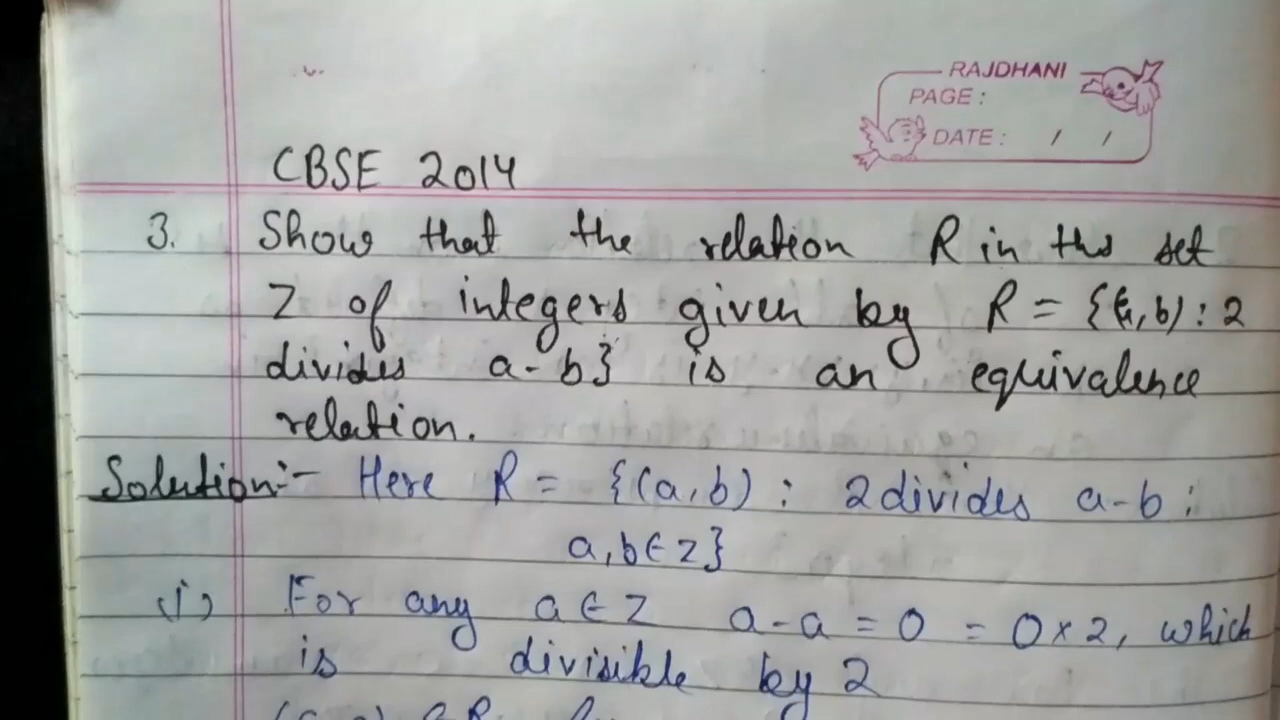 RAJDHANI
PAGE :
DATE : / /
CBSE 2014
3. Show that the relation R in the set
Z of integers given by R = {(a,b) : 2
divides a-b} is an equivalence
relation.
Solution:- Here R = {(a,b) : 2 divides a-b ;
a,b ∈ Z}
(i) For any a ∈ Z a-a = 0 = 0×2, which
is divisible by 2